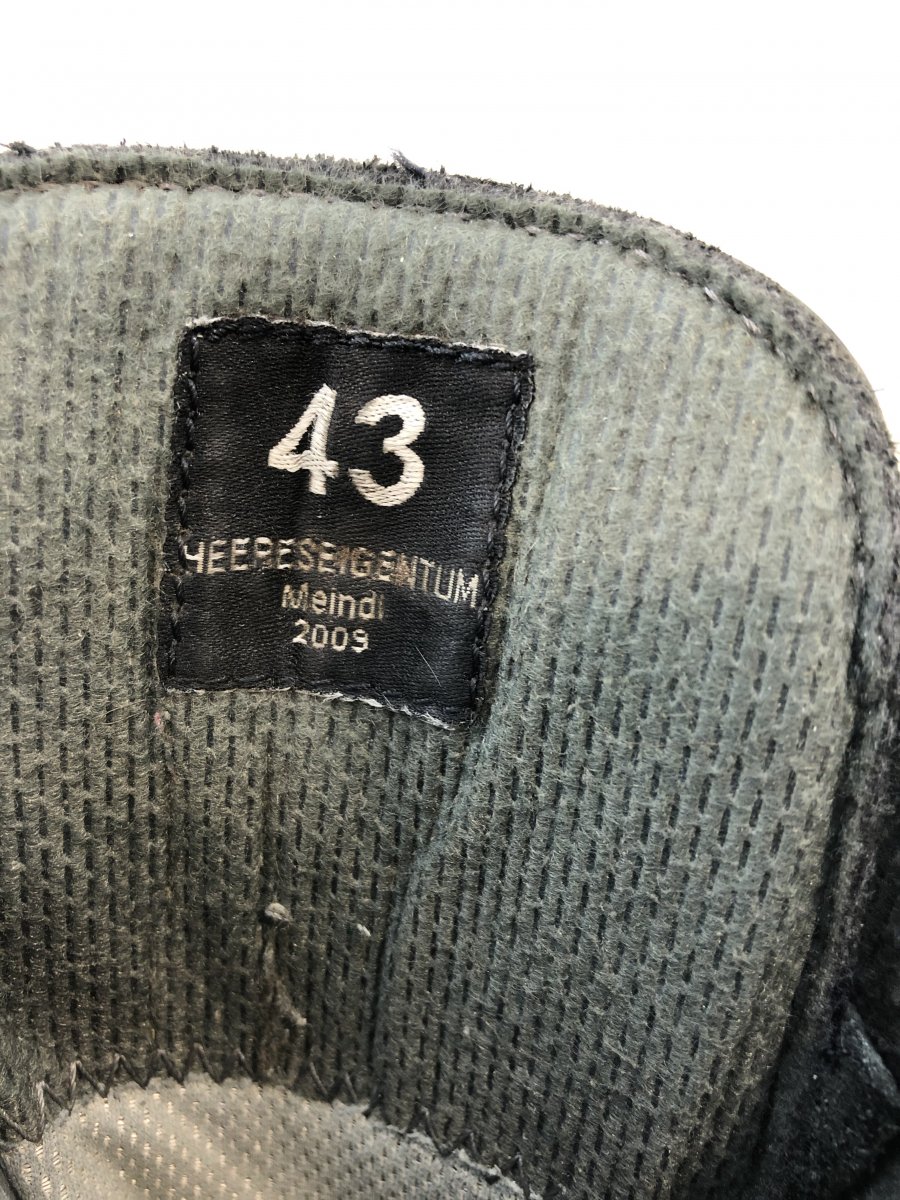 43
HEERESEIGENTUM
Meindl
2009